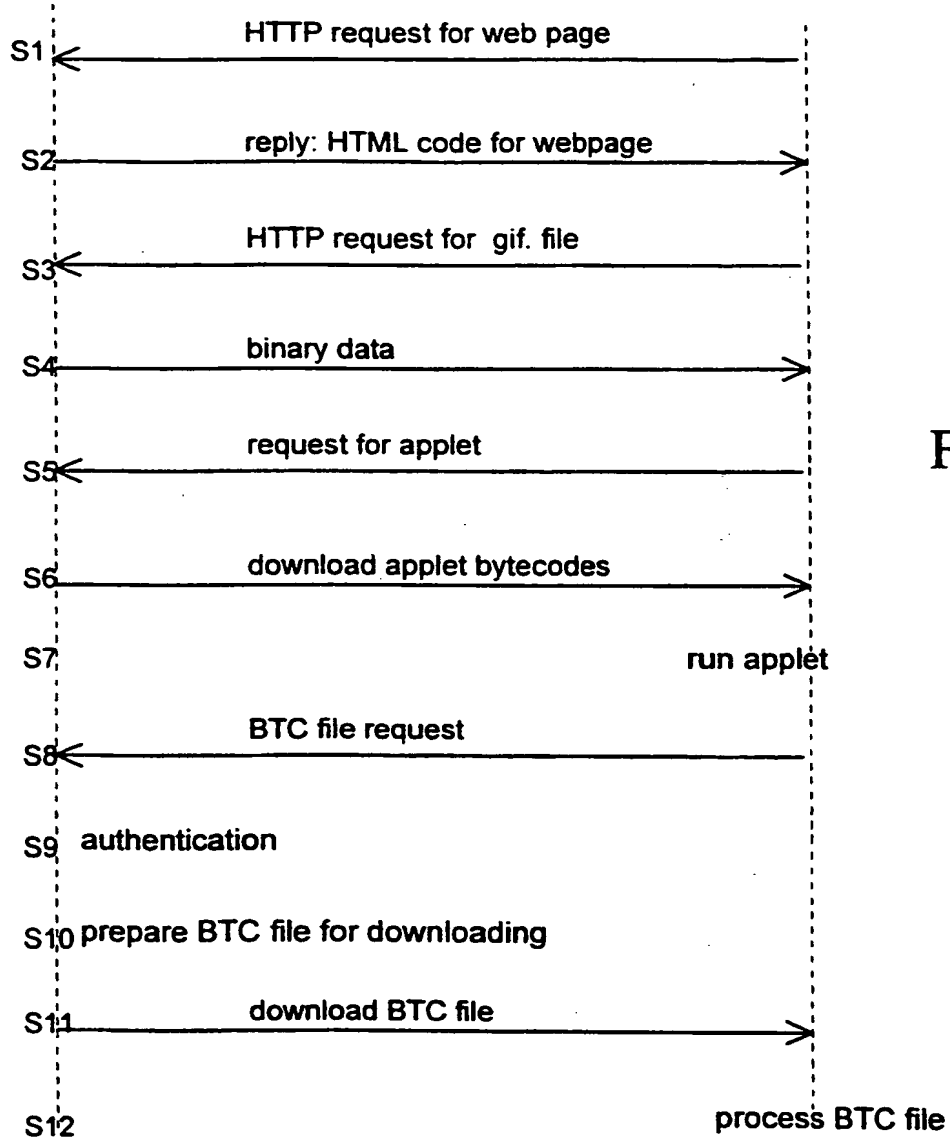 S1 HTTP request for web page
S2 reply: HTML code for webpage
S3 HTTP request for gif. file
S4 binary data
S5 request for applet
F
S6 download applet bytecodes
S7 run applet
S8 BTC file request
S9 authentication
S10 prepare BTC file for downloading
S11 download BTC file
S12 process BTC file